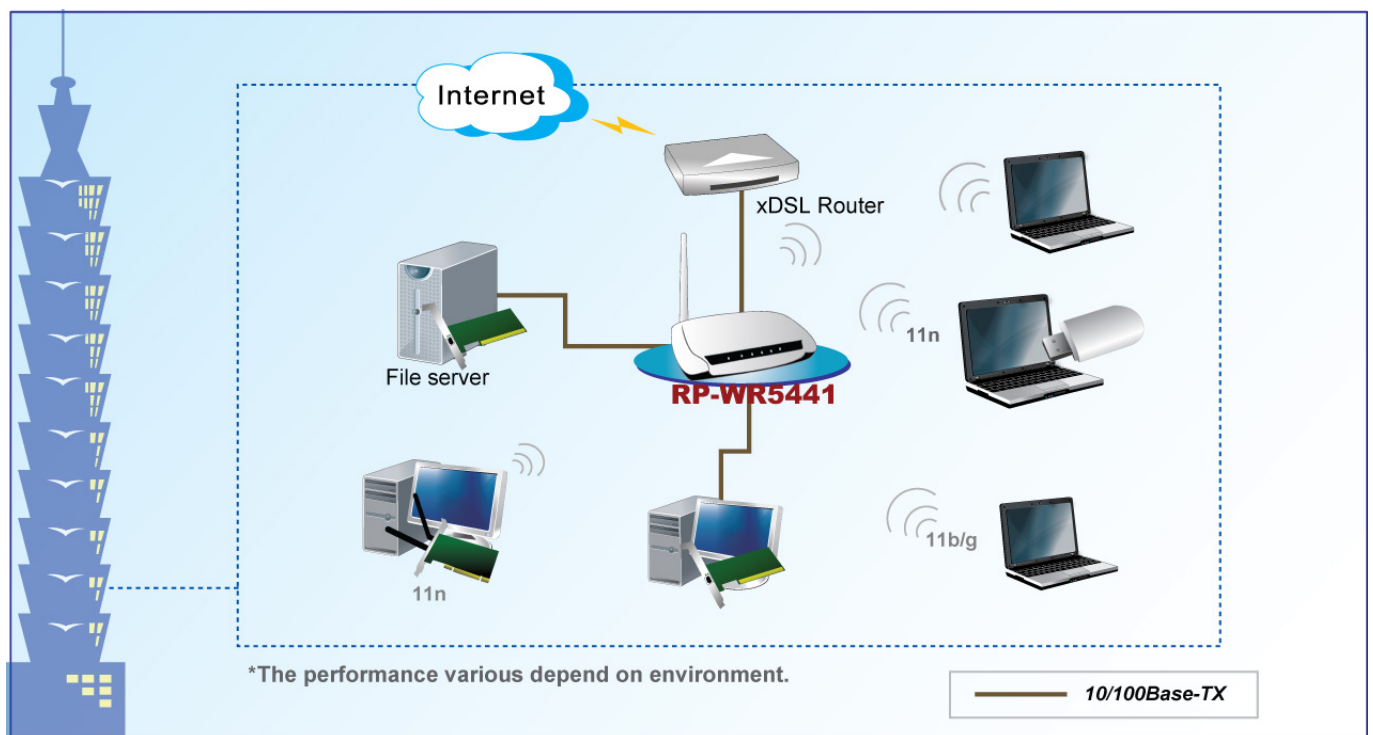 Internet
xDSL Router
11n
File server
RP-WR5441
11n
11b/g
*The performance various depend on environment.
10/100Base-TX